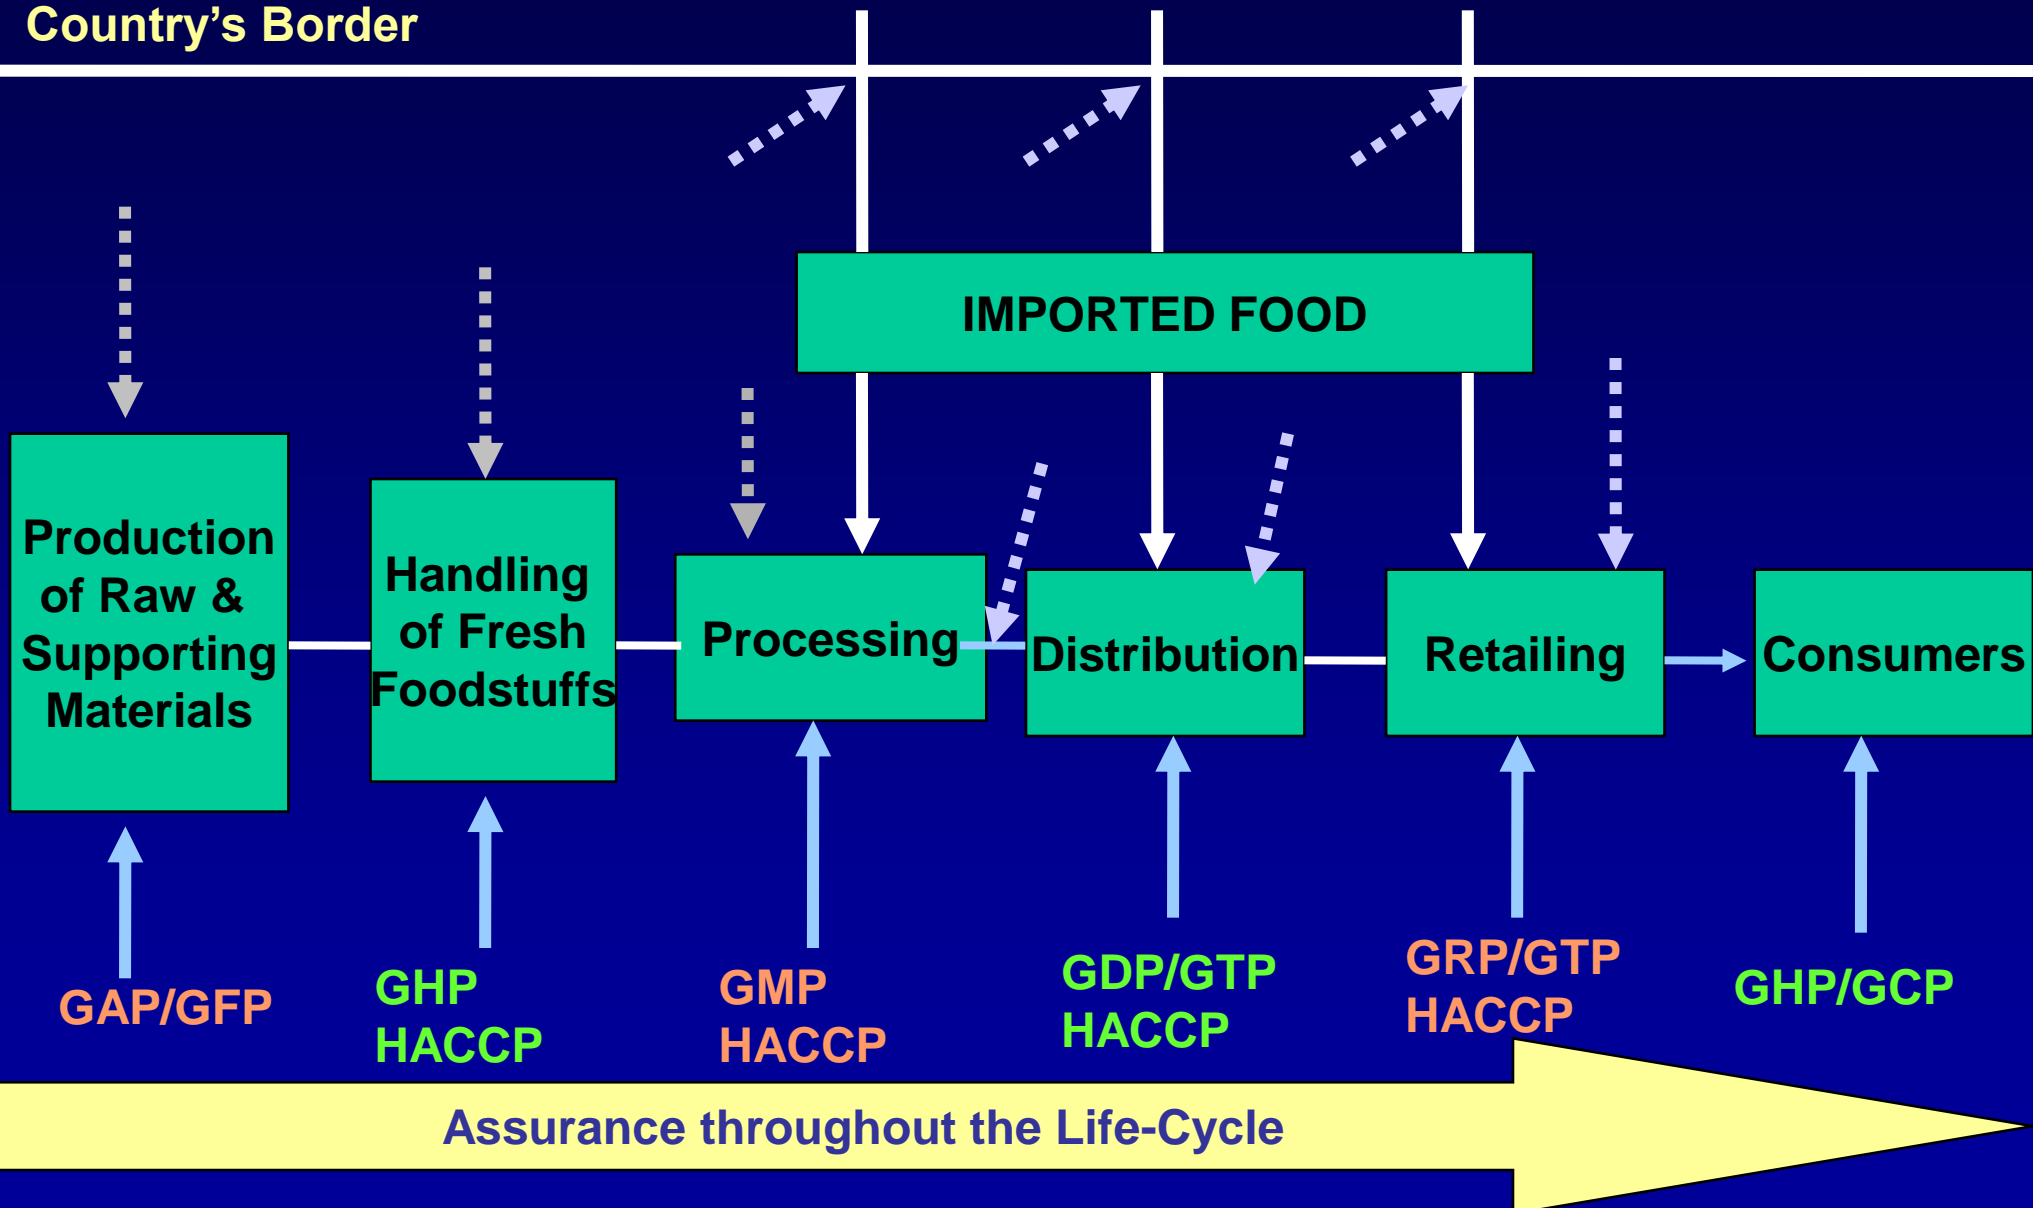 Country’s Border
IMPORTED FOOD
Production
of Raw &
Supporting
Materials
Handling
of Fresh
Foodstuffs
Processing
Distribution
Retailing
Consumers
GAP/GFP
GHP
HACCP
GMP
HACCP
GDP/GTP
HACCP
GRP/GTP
HACCP
GHP/GCP
Assurance throughout the Life-Cycle